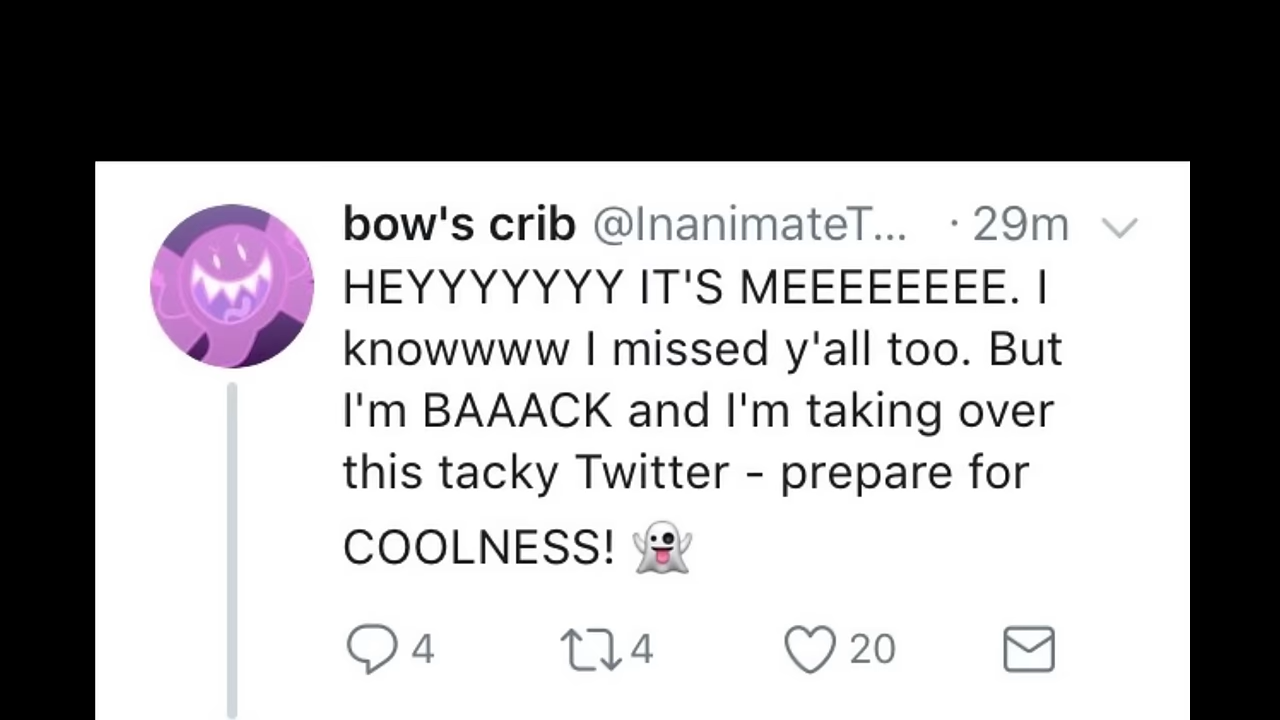 bow's crib @InanimateT... · 29m
HEYYYYYYY IT'S MEEEEEEEE. I
knowwww I missed y'all too. But
I'm BAAACK and I'm taking over
this tacky Twitter - prepare for
COOLNESS! 👻
4 4 20